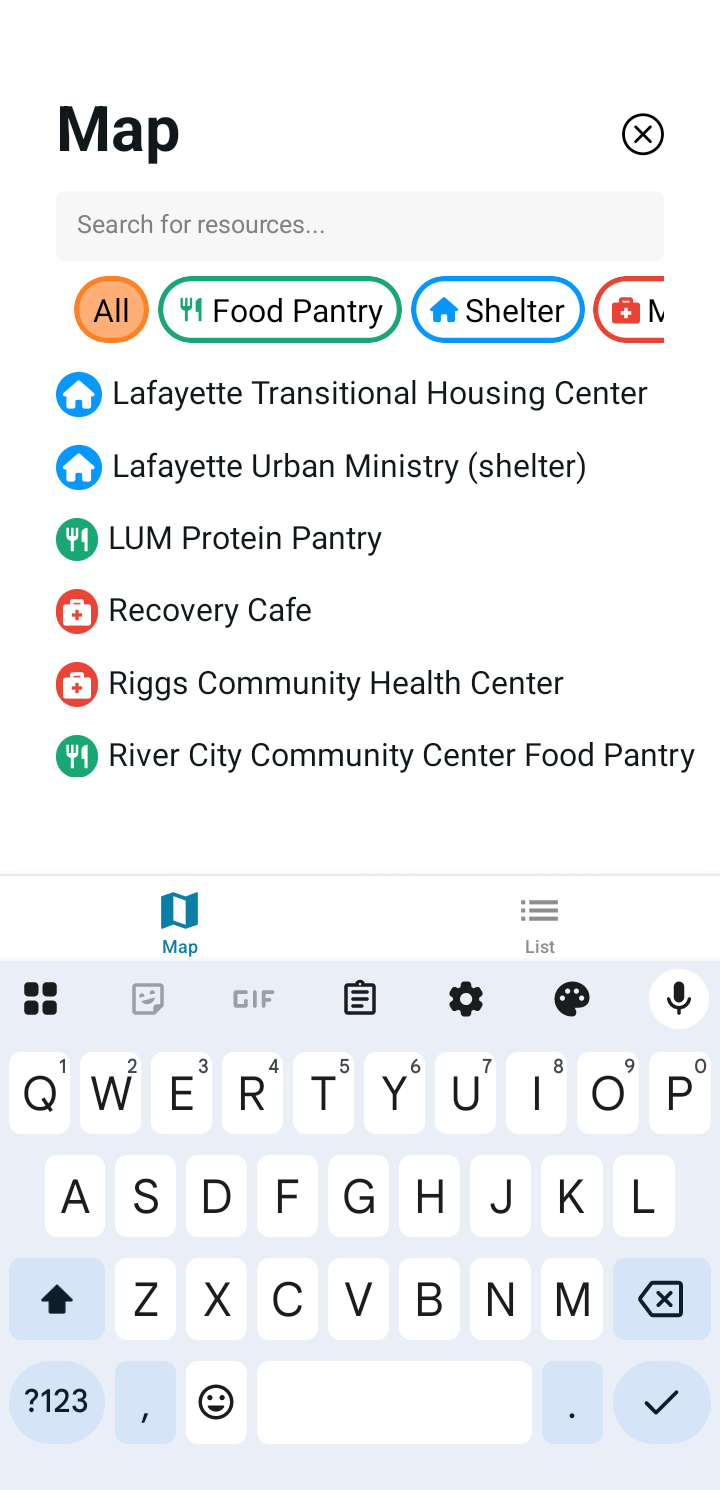 Map
Search for resources...
All Food Pantry Shelter M
Lafayette Transitional Housing Center
Lafayette Urban Ministry (shelter)
LUM Protein Pantry
Recovery Cafe
Riggs Community Health Center
River City Community Center Food Pantry
Map List
GIF
Q1 W2 E3 R4 T5 Y6 U7 I8 O9 P0
A S D F G H J K L
Z X C V B N M
?123 , .